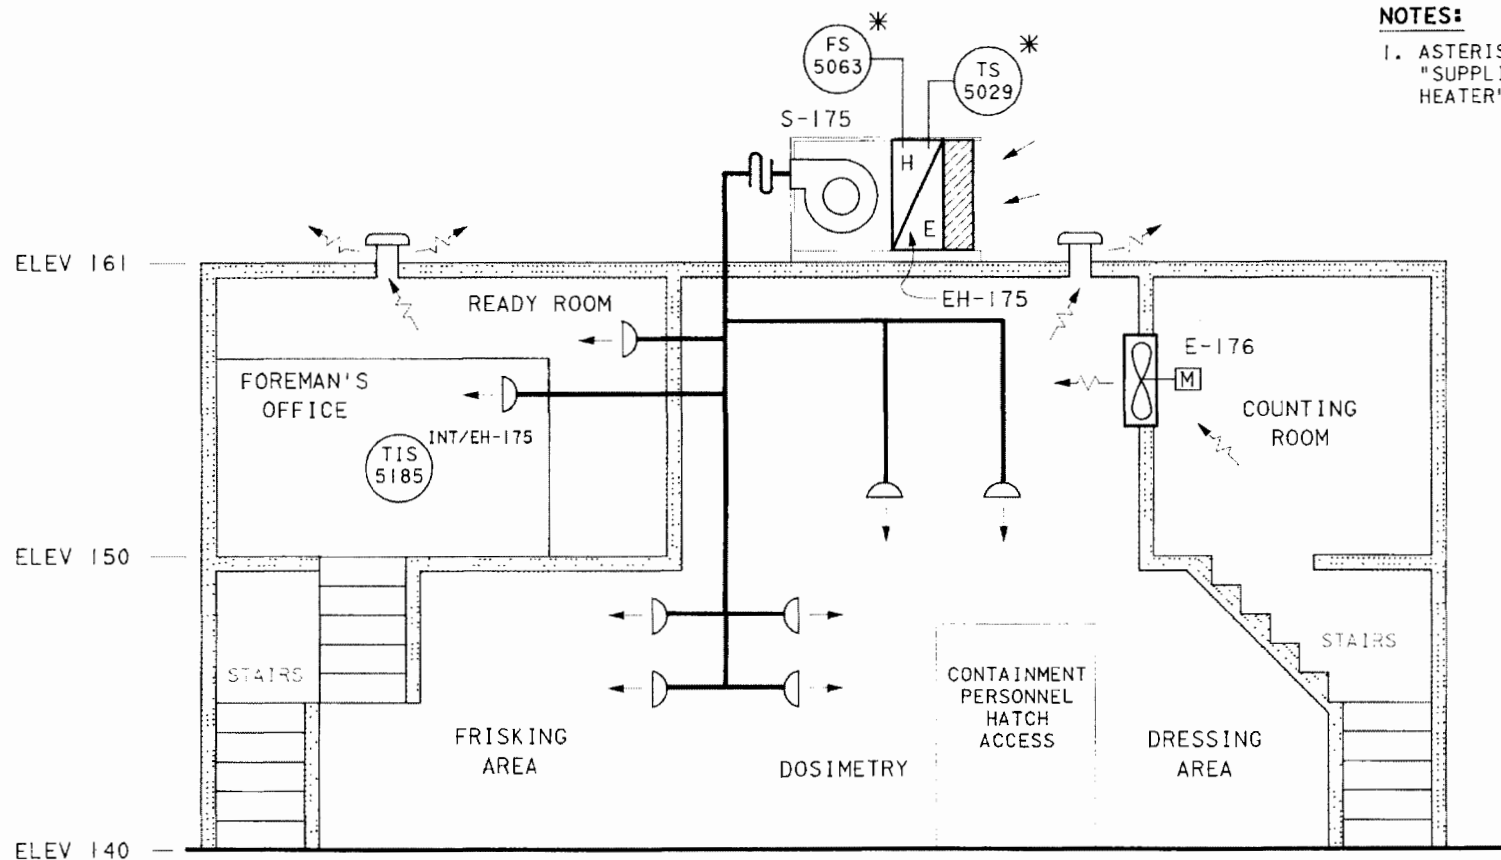 NOTES:
1. ASTERIS
"SUPPLI
HEATER"
FS
5063
*
TS
5029
*
S-175
H
E
ELEV 161
READY ROOM
EH-175
E-176
M
FOREMAN'S
OFFICE
COUNTING
ROOM
INT/EH-175
TIS
5185
ELEV 150
STAIRS
STAIRS
CONTAINMENT
PERSONNEL
HATCH
ACCESS
FRISKING
AREA
DOSIMETRY
DRESSING
AREA
ELEV 140